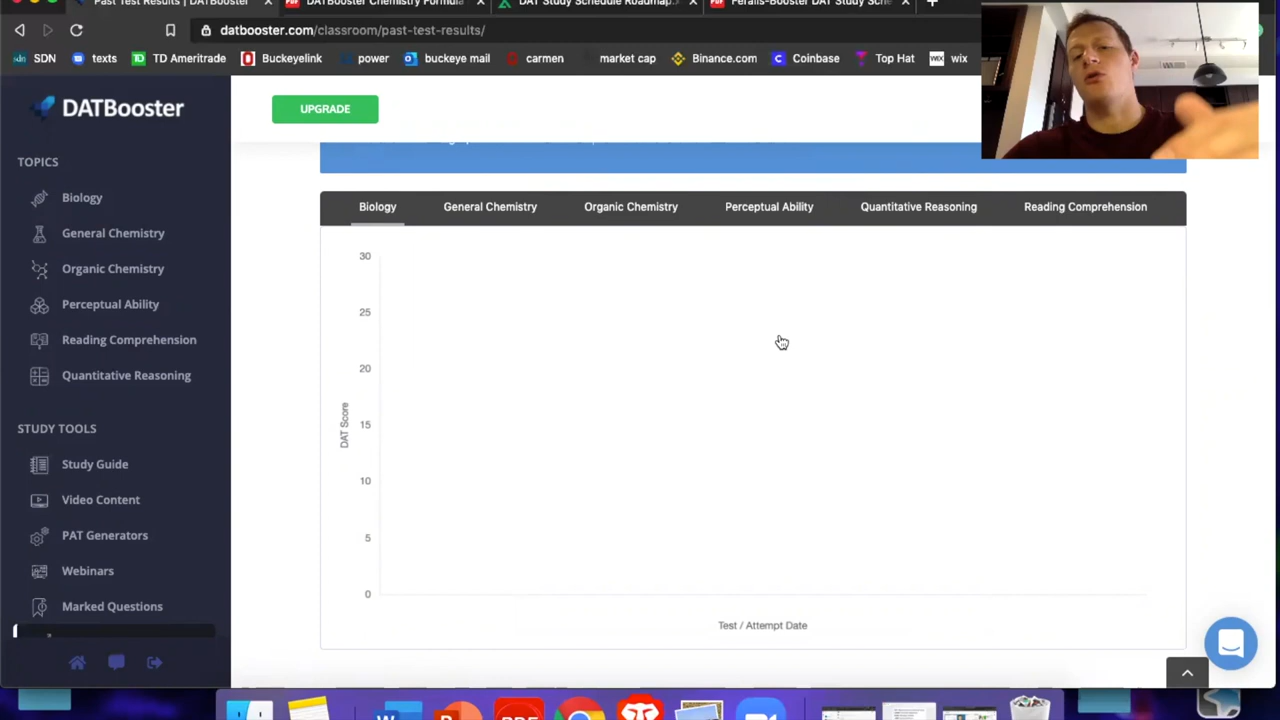 Past Test Results | DATBooster
DATBooster Chemistry Formula
DAT Study Schedule Roadmap.
Feralis-Booster DAT Study Sche
datbooster.com/classroom/past-test-results/
SDN
texts
TD Ameritrade
Buckeyelink
power
buckeye mail
carmen
market cap
Binance.com
Coinbase
Top Hat
wix
wix
DATBooster
UPGRADE
TOPICS
Biology
General Chemistry
Organic Chemistry
Perceptual Ability
Reading Comprehension
Quantitative Reasoning
STUDY TOOLS
Study Guide
Video Content
PAT Generators
Webinars
Marked Questions
Biology
General Chemistry
Organic Chemistry
Perceptual Ability
Quantitative Reasoning
Reading Comprehension
30
25
20
15
10
5
0
DAT Score
Test / Attempt Date